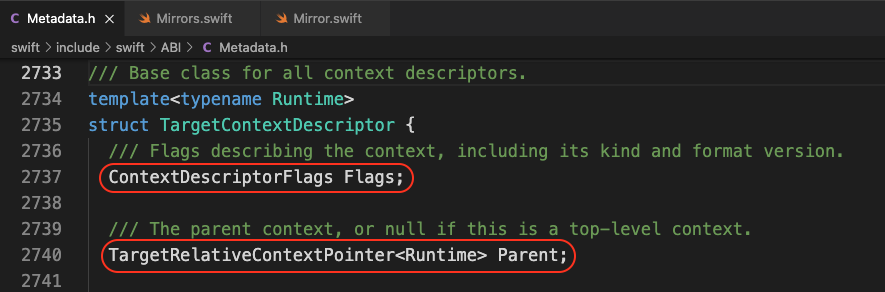 C Metadata.h × Mirrors.swift Mirror.swift
swift > include > swift > ABI > C Metadata.h
2733 /// Base class for all context descriptors.
2734 template<typename Runtime>
2735 struct TargetContextDescriptor {
2736 /// Flags describing the context, including its kind and format version.
2737 ContextDescriptorFlags Flags;
2738
2739 /// The parent context, or null if this is a top-level context.
2740 TargetRelativeContextPointer<Runtime> Parent;
2741